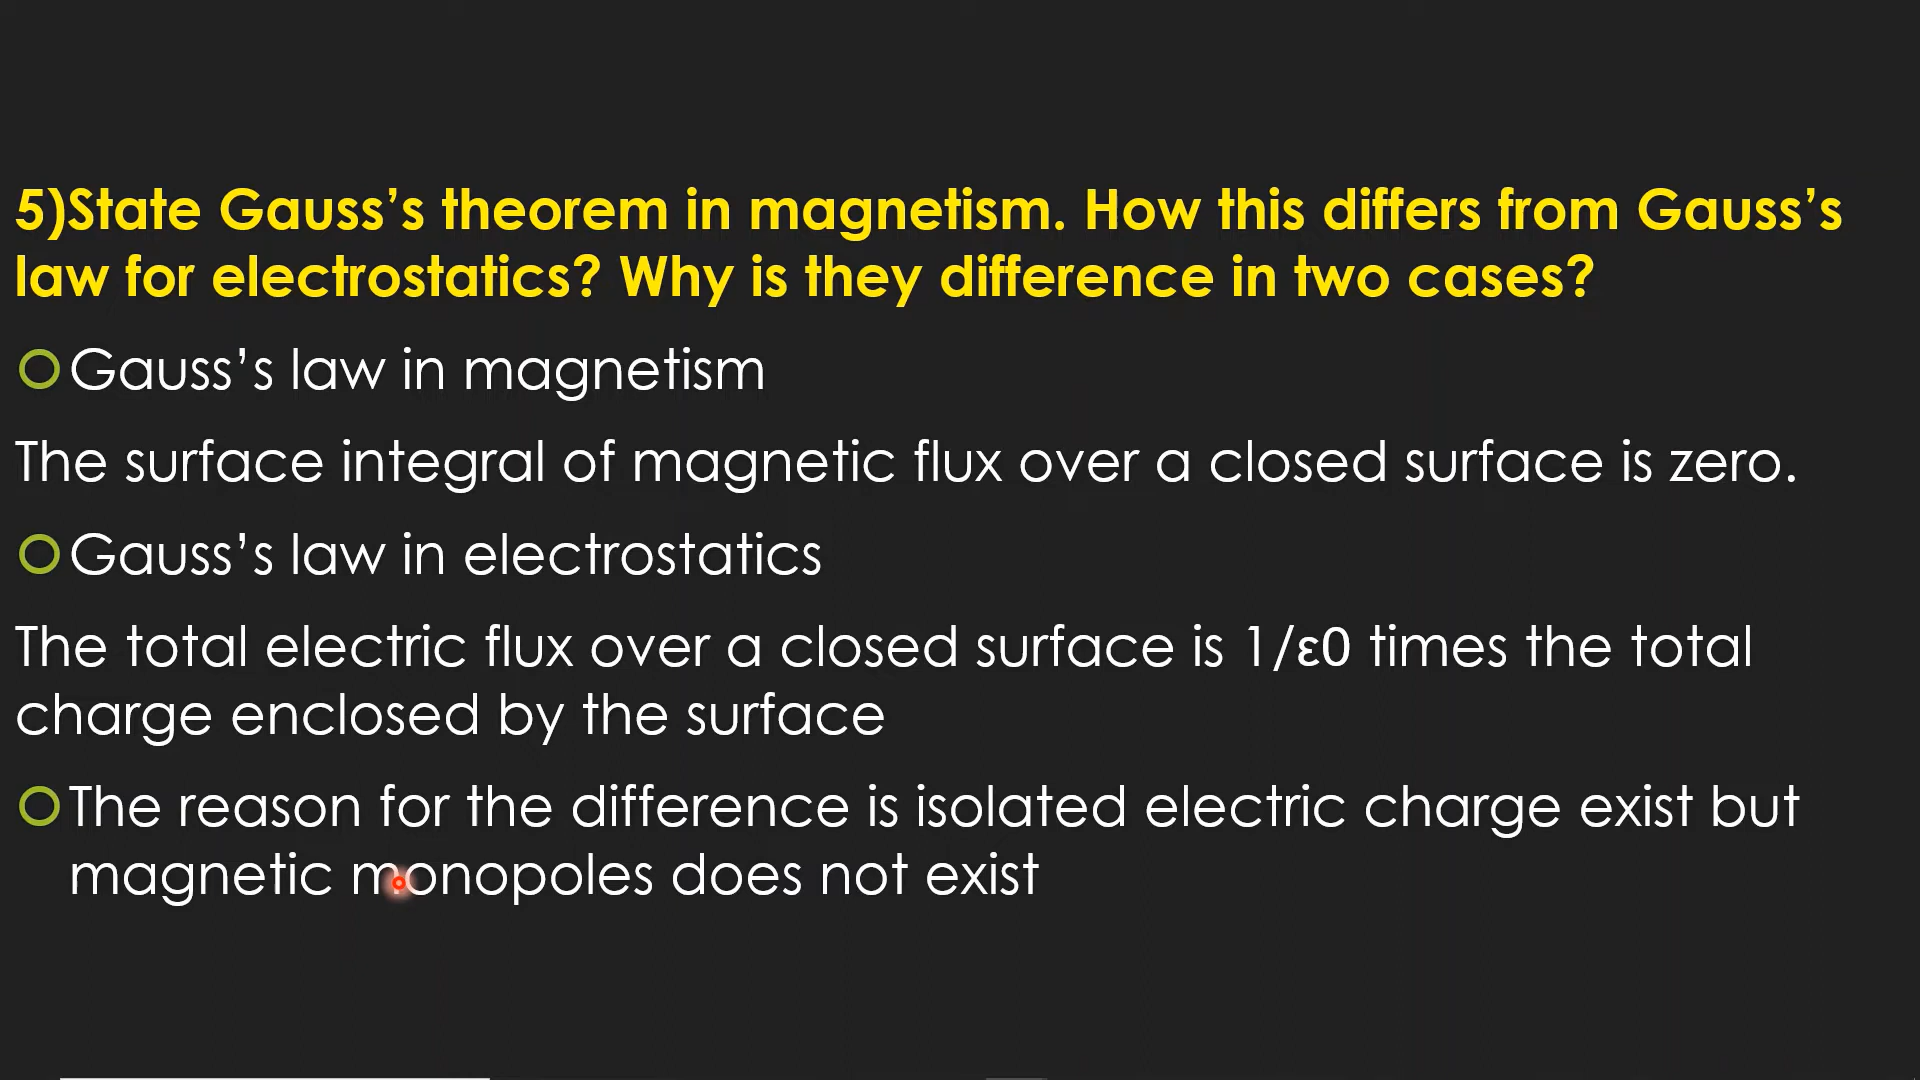 5)State Gauss’s theorem in magnetism. How this differs from Gauss’s
law for electrostatics? Why is they difference in two cases?
Gauss’s law in magnetism
The surface integral of magnetic flux over a closed surface is zero.
Gauss’s law in electrostatics
The total electric flux over a closed surface is 1/ε0 times the total
charge enclosed by the surface
The reason for the difference is isolated electric charge exist but
magnetic monopoles does not exist